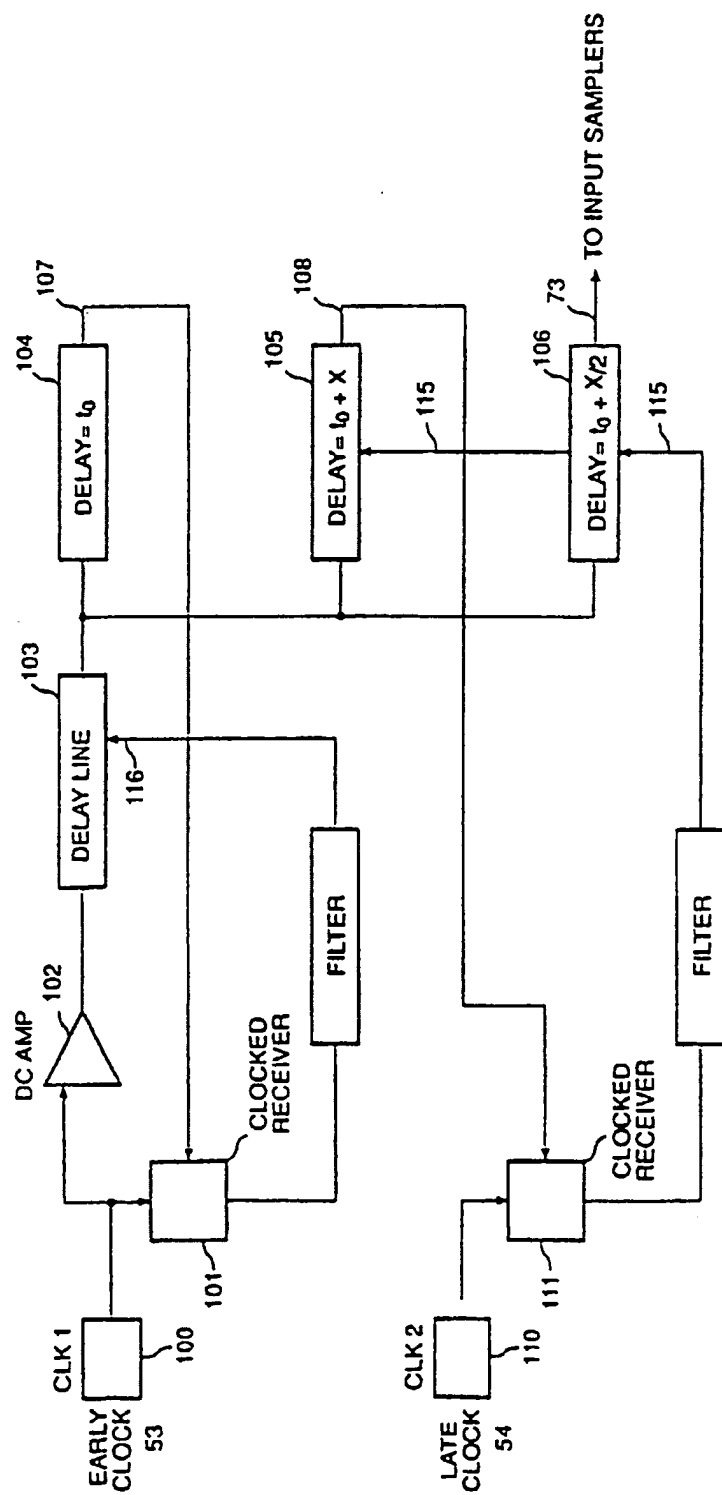 EARLY
CLOCK
53
CLK 1
100
101
CLOCKED
RECEIVER
DC AMP
102
DELAY LINE
103
116
FILTER
DELAY= t₀
104
107
DELAY= t₀ + X
105
108
115
DELAY= t₀ + X/2
106
73
TO INPUT SAMPLERS
115
LATE
CLOCK
54
CLK 2
110
111
CLOCKED
RECEIVER
FILTER